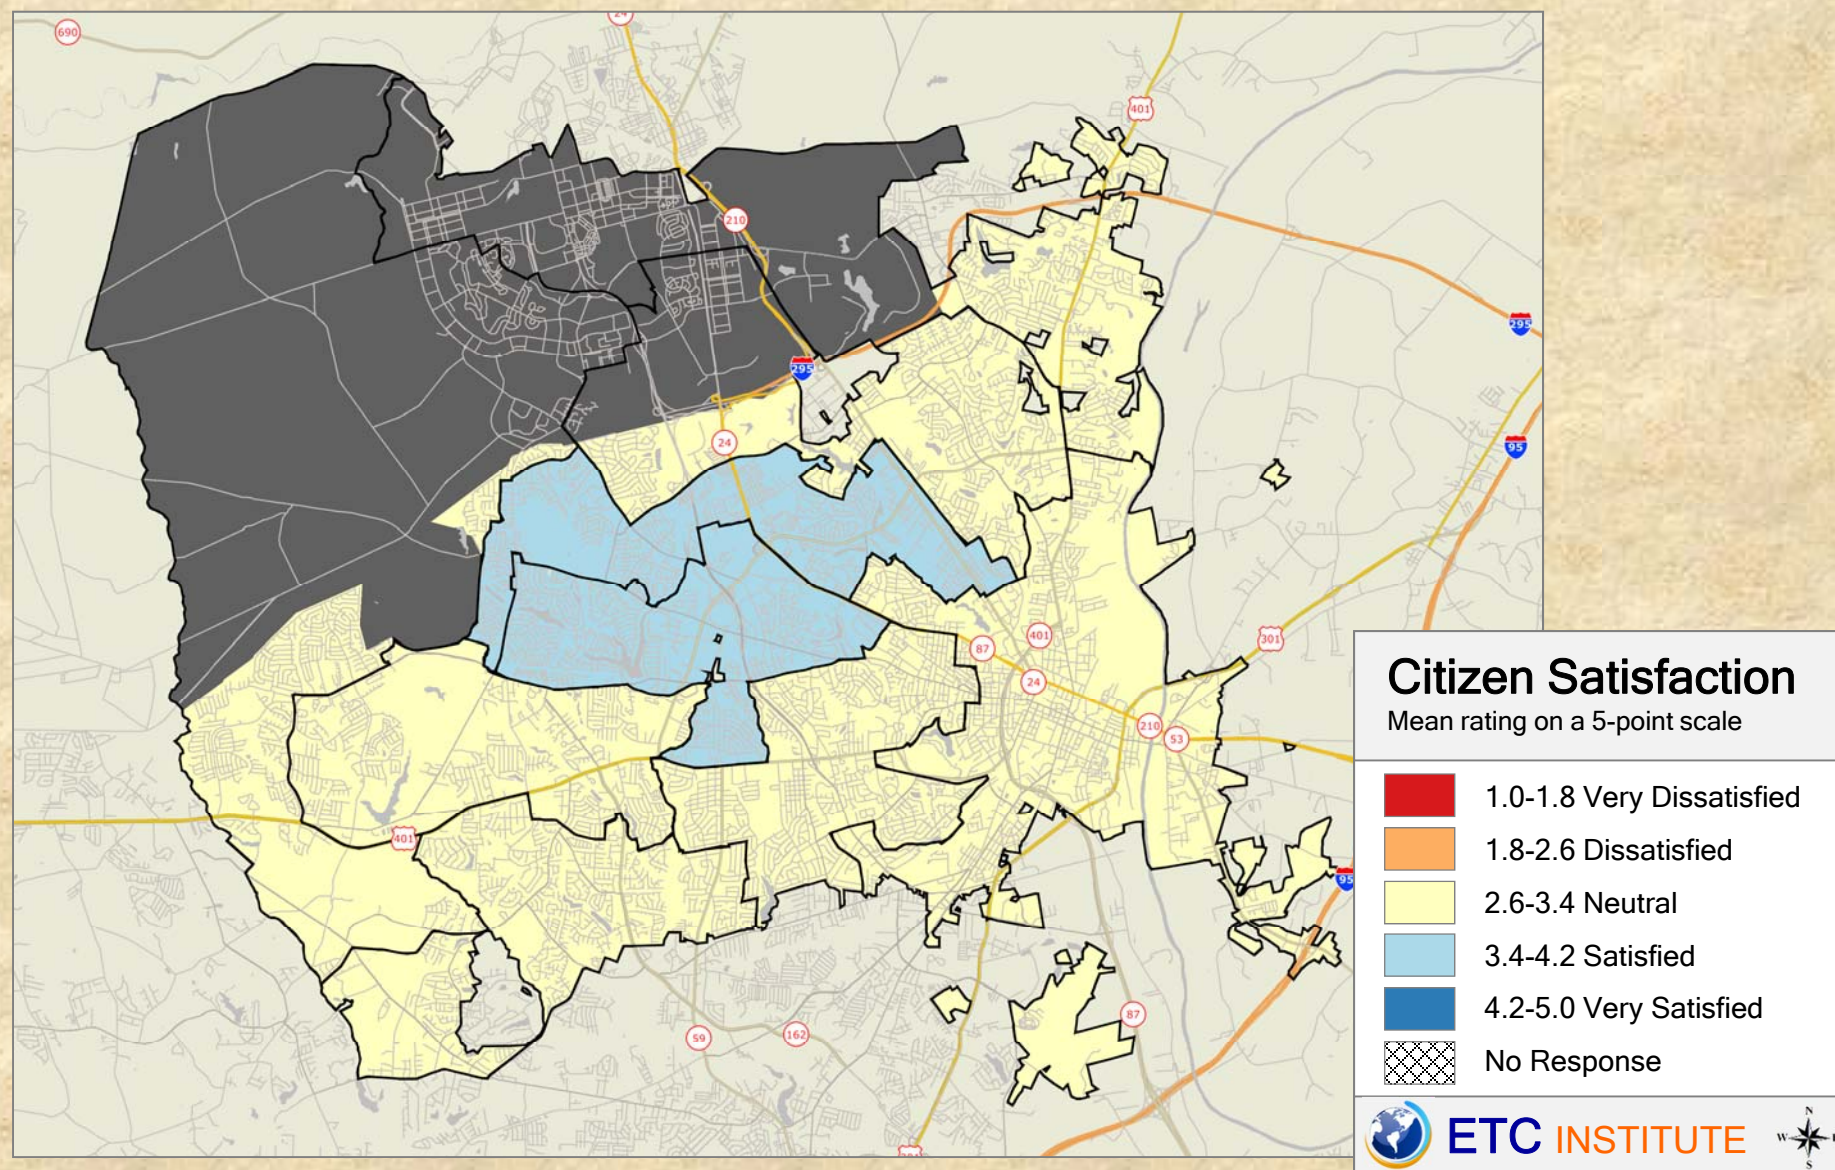 690
24
401
210
295
295
24
95
87
401
301
24
210
53
401
95
59
162
87
Citizen Satisfaction
Mean rating on a 5-point scale
1.0-1.8 Very Dissatisfied
1.8-2.6 Dissatisfied
2.6-3.4 Neutral
3.4-4.2 Satisfied
4.2-5.0 Very Satisfied
No Response
ETC INSTITUTE
N
W
S